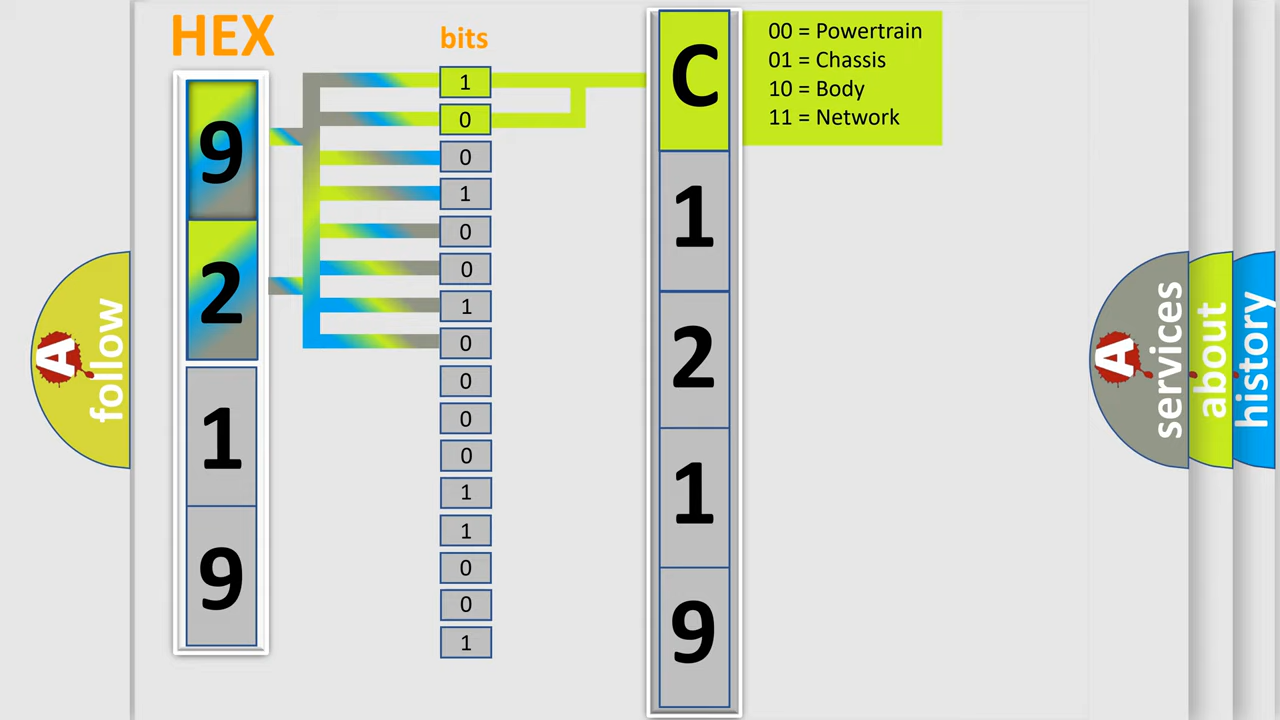 HEX
9
2
1
9
bits
1
0
0
1
0
0
1
0
0
0
0
1
1
0
0
1
C
1
2
1
9
00 = Powertrain
01 = Chassis
10 = Body
11 = Network
A
follow
A
services
about
history